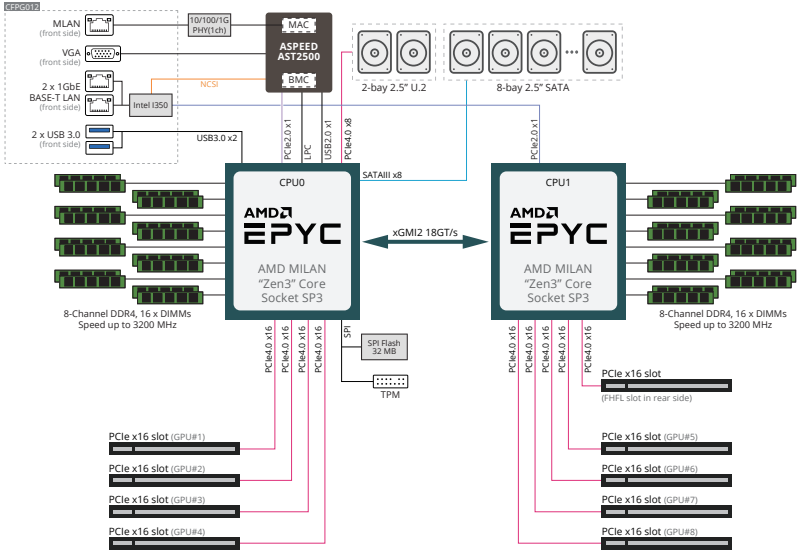 CFPG012
MLAN
(front side)
10/100/1G
PHY(1ch)
MAC
ASPEED
AST2500
BMC
VGA
(front side)
2 x 1GbE
BASE-T LAN
(front side)
NCSI
Intel I350
2 x USB 3.0
(front side)
USB3.0 x2
PCIe2.0 x1
LPC
USB2.0 x1
PCIe4.0 x8
2-bay 2.5” U.2
8-bay 2.5” SATA
SATAIII x8
PCIe2.0 x1
CPU0
AMD
EPYC
AMD MILAN
“Zen3” Core
Socket SP3
xGMI2 18GT/s
CPU1
AMD
EPYC
AMD MILAN
“Zen3” Core
Socket SP3
8-Channel DDR4, 16 x DIMMs
Speed up to 3200 MHz
8-Channel DDR4, 16 x DIMMs
Speed up to 3200 MHz
PCIe4.0 x16
PCIe4.0 x16
PCIe4.0 x16
PCIe4.0 x16
SPI
SPI Flash
32 MB
TPM
PCIe4.0 x16
PCIe4.0 x16
PCIe4.0 x16
PCIe4.0 x16
PCIe4.0 x16
PCIe x16 slot
(FHFL slot in rear side)
PCIe x16 slot (GPU#1)
PCIe x16 slot (GPU#2)
PCIe x16 slot (GPU#3)
PCIe x16 slot (GPU#4)
PCIe x16 slot (GPU#5)
PCIe x16 slot (GPU#6)
PCIe x16 slot (GPU#7)
PCIe x16 slot (GPU#8)